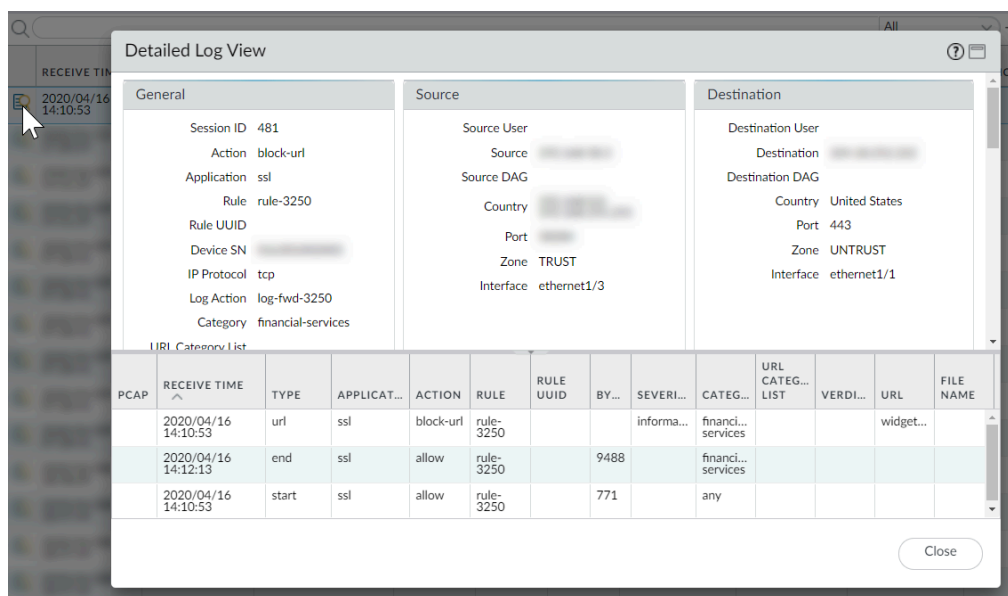 All
Detailed Log View
RECEIVE TIM
2020/04/16
14:10:53
General
Session ID 481
Action block-url
Application ssl
Rule rule-3250
Rule UUID
Device SN
IP Protocol tcp
Log Action log-fwd-3250
Category financial-services
URL Category List
Source
Source User
Source
Source DAG
Country
Port
Zone TRUST
Interface ethernet1/3
Destination
Destination User
Destination
Destination DAG
Country United States
Port 443
Zone UNTRUST
Interface ethernet1/1
PCAP RECEIVE TIME TYPE APPLICAT... ACTION RULE RULE UUID BY... SEVERI... CATEG... URL CATEG... LIST VERDI... URL FILE NAME
2020/04/16 14:10:53 url ssl block-url rule-3250 informa... financi... services widget...
2020/04/16 14:12:13 end ssl allow rule-3250 9488 financi... services
2020/04/16 14:10:53 start ssl allow rule-3250 771 any
Close